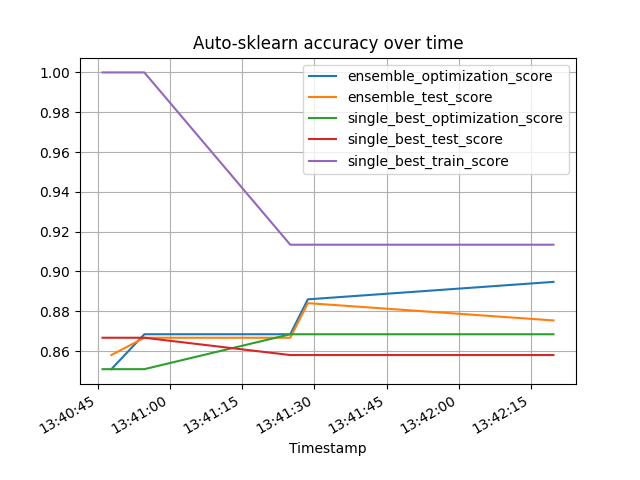 Auto-sklearn accuracy over time
1.00
0.98
0.96
0.94
0.92
0.90
0.88
0.86
ensemble_optimization_score
ensemble_test_score
single_best_optimization_score
single_best_test_score
single_best_train_score
13:40:45
13:41:00
13:41:15
13:41:30
13:41:45
13:42:00
13:42:15
Timestamp